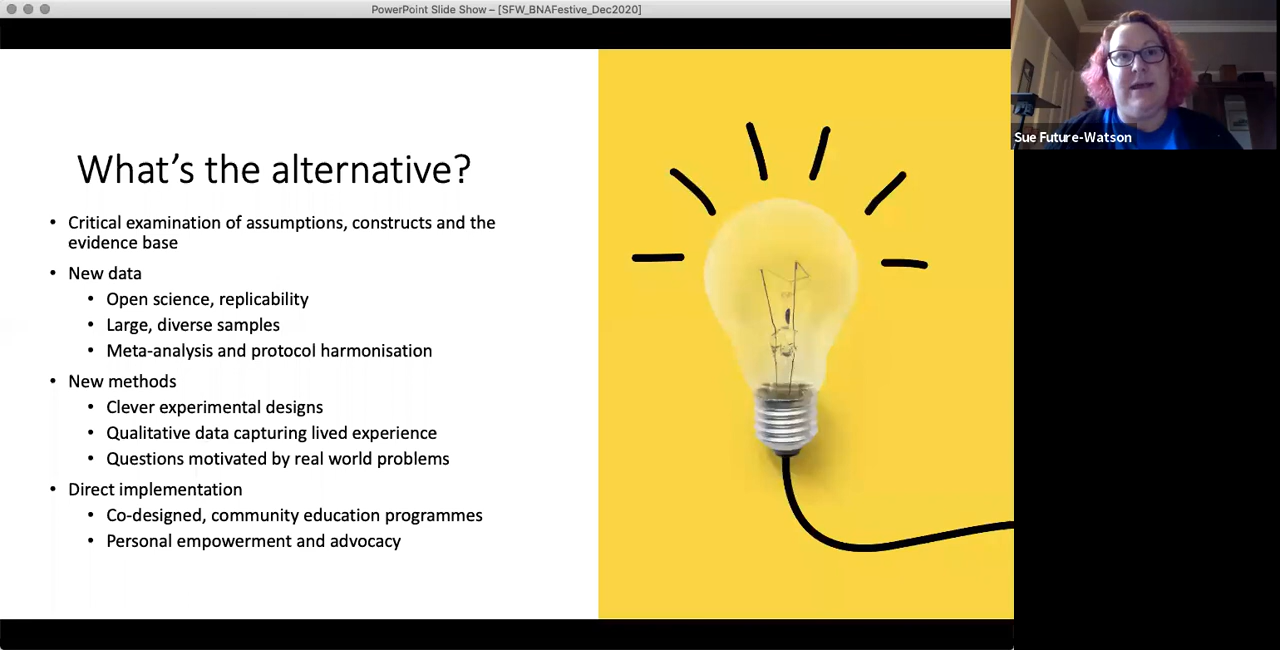 PowerPoint Slide Show – [SFW_BNAFestive_Dec2020]
What's the alternative?
• Critical examination of assumptions, constructs and the
evidence base
• New data
• Open science, replicability
• Large, diverse samples
• Meta-analysis and protocol harmonisation
• New methods
• Clever experimental designs
• Qualitative data capturing lived experience
• Questions motivated by real world problems
• Direct implementation
• Co-designed, community education programmes
• Personal empowerment and advocacy
Sue Future-Watson